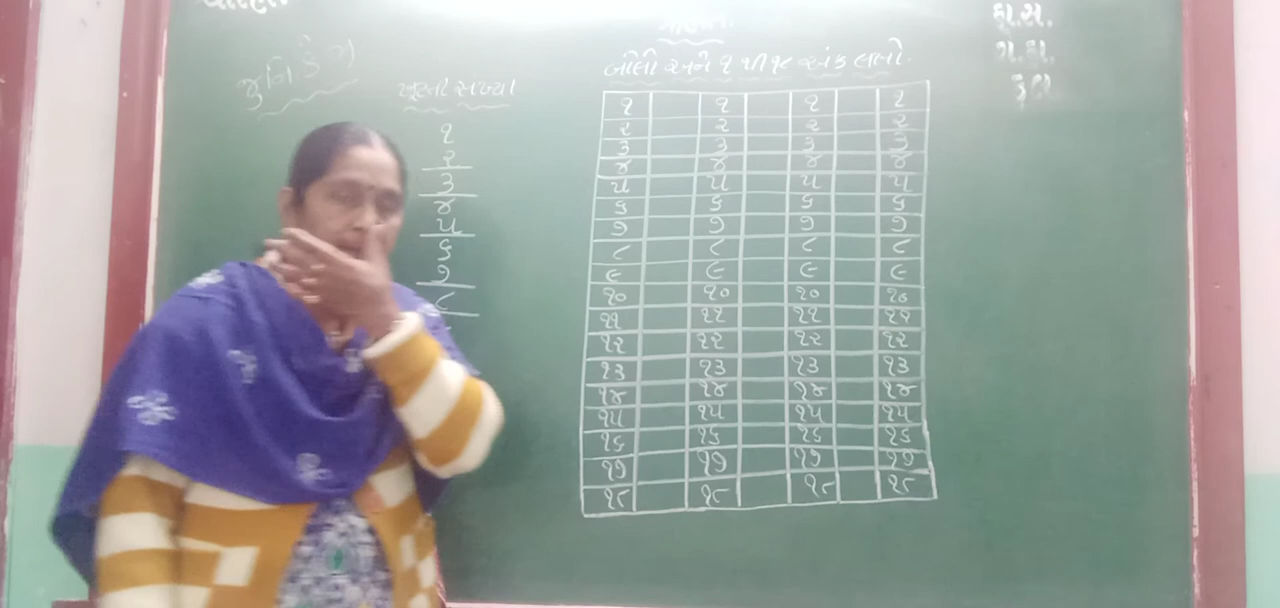 જુનિ કે જી
ખુટતી સંખ્યા
૧
૨
૩
૪
૫
૬
૭
૮
બોલો અને ૧ થી ૧૮ અંક લખો.
૧ ૧ ૧ ૧
૨ ૨ ૨ ૨
૩ ૩ ૩ ૩
૪ ૪ ૪ ૪
૫ ૫ ૫ ૫
૬ ૬ ૬ ૬
૭ ૭ ૭ ૭
૮ ૮ ૮ ૮
૯ ૯ ૯ ૯
૧૦ ૧૦ ૧૦ ૧૦
૧૧ ૧૧ ૧૧ ૧૧
૧૨ ૧૨ ૧૨ ૧૨
૧૩ ૧૩ ૧૩ ૧૩
૧૪ ૧૪ ૧૪ ૧૪
૧૫ ૧૫ ૧૫ ૧૫
૧૬ ૧૬ ૧૬ ૧૬
૧૭ ૧૭ ૧૭ ૧૭
૧૮ ૧૮ ૧૮ ૧૮
કા.સ.
ગે.હા.
કુલ